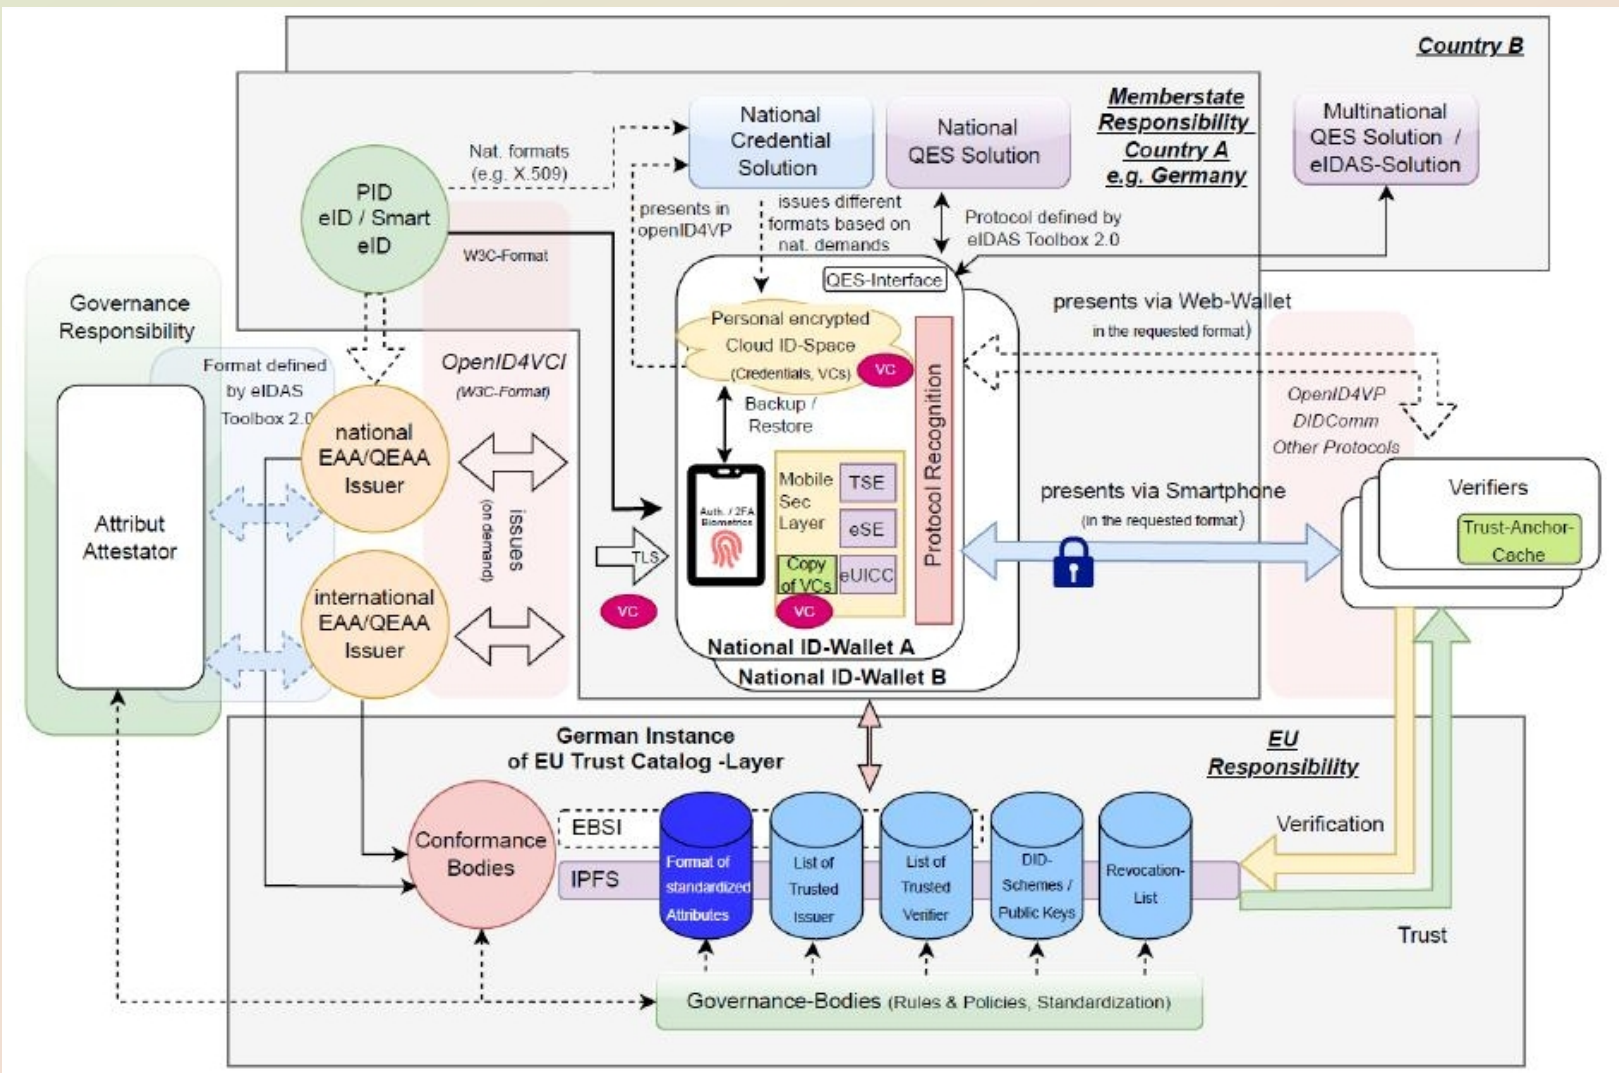 Country B
Memberstate
Responsibility
Country A
e.g. Germany
National
Credential
Solution
National
QES Solution
Multinational
QES Solution /
eIDAS-Solution
Nat. formats
(e.g. X.509)
PID
eID / Smart
eID
W3C-Format
presents in
openID4VP
issues different
formats based on
nat. demands
Protocol defined by
eIDAS Toolbox 2.0
QES-Interface
Governance
Responsibility
Format defined
by eIDAS
Toolbox 2.0
Attribut
Attestator
national
EAA/QEAA
Issuer
international
EAA/QEAA
Issuer
OpenID4VCI
(W3C-Format)
issues
(on demand)
TLS
VC
Personal encrypted
Cloud ID-Space
(Credentials, VCs)
VC
Backup /
Restore
Auth. / 2FA
Biometrics
Mobile
Sec
Layer
TSE
eSE
eUICC
Copy
of VCs
VC
Protocol Recognition
National ID-Wallet A
National ID-Wallet B
presents via Web-Wallet
in the requested format)
OpenID4VP
DIDComm
Other Protocols
presents via Smartphone
(in the requested format)
Verifiers
Trust-Anchor-
Cache
German Instance
of EU Trust Catalog -Layer
EU
Responsibility
Conformance
Bodies
EBSI
IPFS
Format of
standardized
Attributes
List of
Trusted
Issuer
List of
Trusted
Verifier
DID-
Schemes /
Public Keys
Revocation-
List
Verification
Trust
Governance-Bodies (Rules & Policies, Standardization)